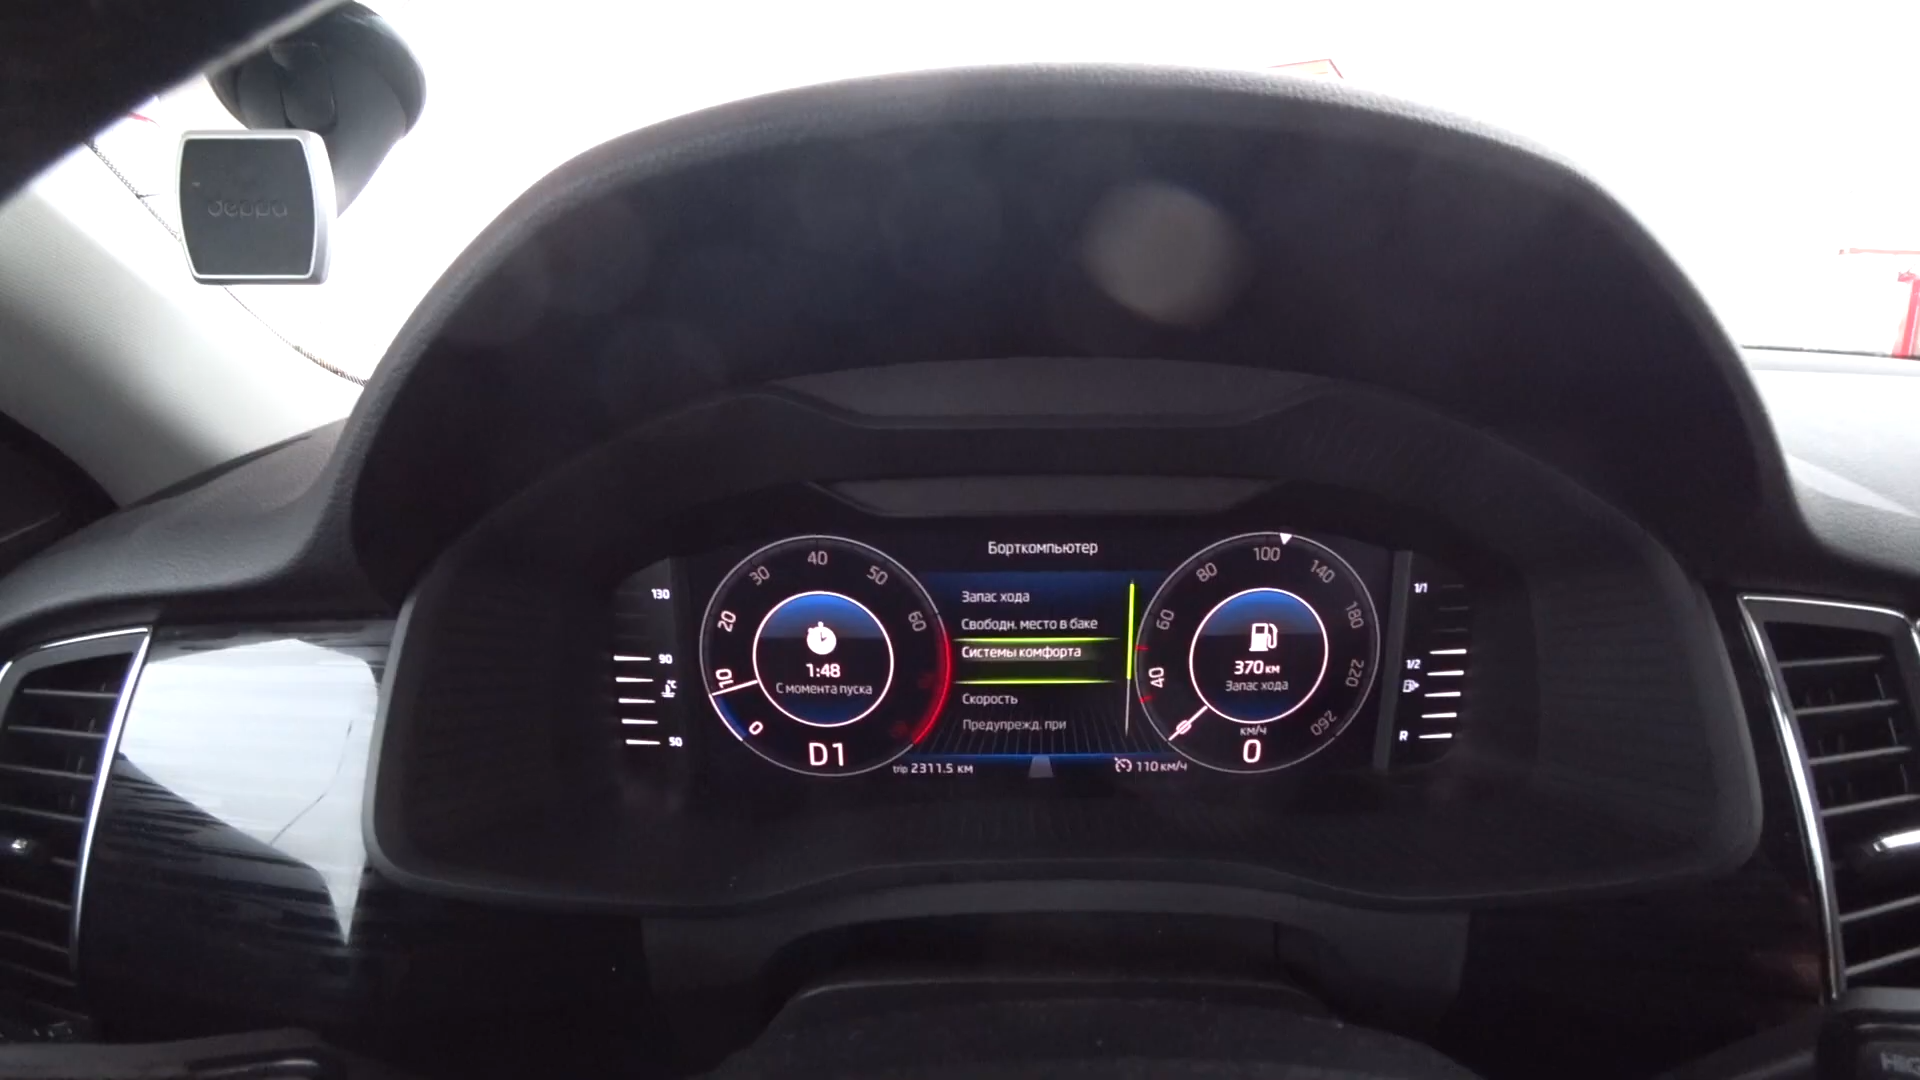 deppa
Борткомпьютер
130
90
50
0
10
20
30
40
50
60
1:48
С момента пуска
D1
Запас хода
Свободн. место в баке
Системы комфорта
Скорость
Предупрежд. при
trip 2311.5 км
110 км/ч
0
40
60
80
100
140
180
220
260
370 км
Запас хода
км/ч
0
1/1
1/2
R